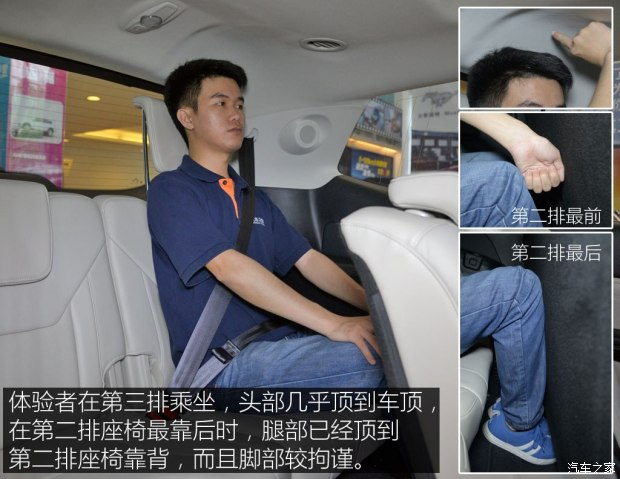 第二排最前
第二排最后
体验者在第三排乘坐，头部几乎顶到车顶，
在第二排座椅最靠后时，腿部已经顶到
第二排座椅靠背，而且脚部较拘谨。
汽车之家